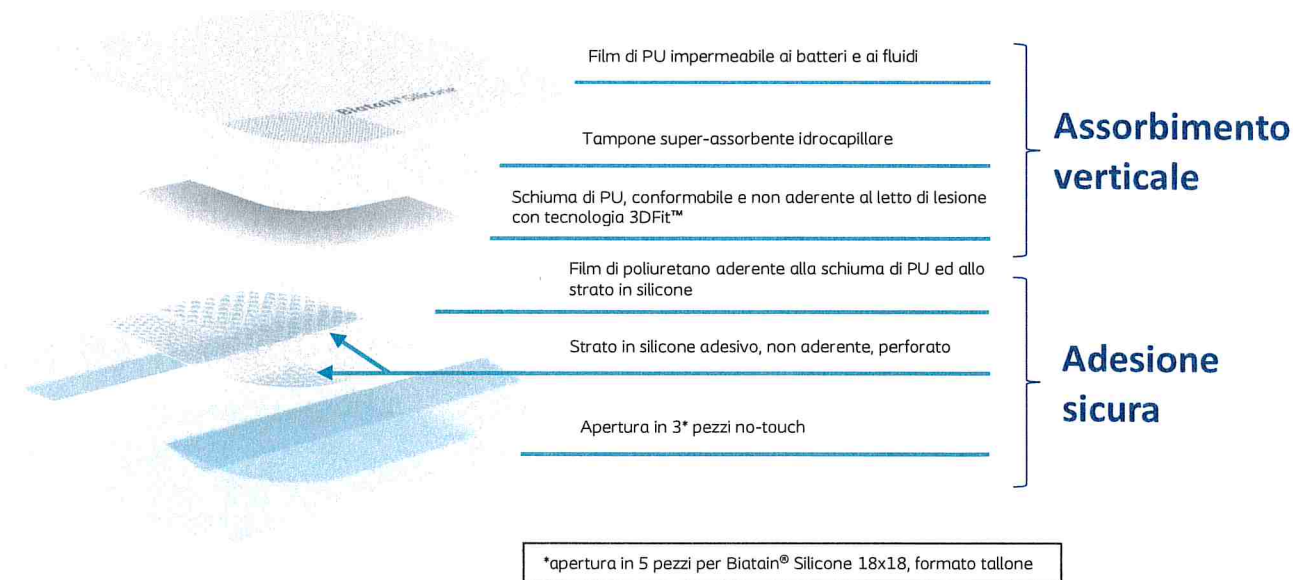 Film di PU impermeabile ai batteri e ai fluidi
Biatain® Silicone
Tampone super-assorbente idrocapillare
Assorbimento
verticale
Schiuma di PU, conformabile e non aderente al letto di lesione
con tecnologia 3DFit™
Film di poliuretano aderente alla schiuma di PU ed allo
strato in silicone
Strato in silicone adesivo, non aderente, perforato
Adesione
sicura
Apertura in 3* pezzi no-touch
*apertura in 5 pezzi per Biatain® Silicone 18x18, formato tallone